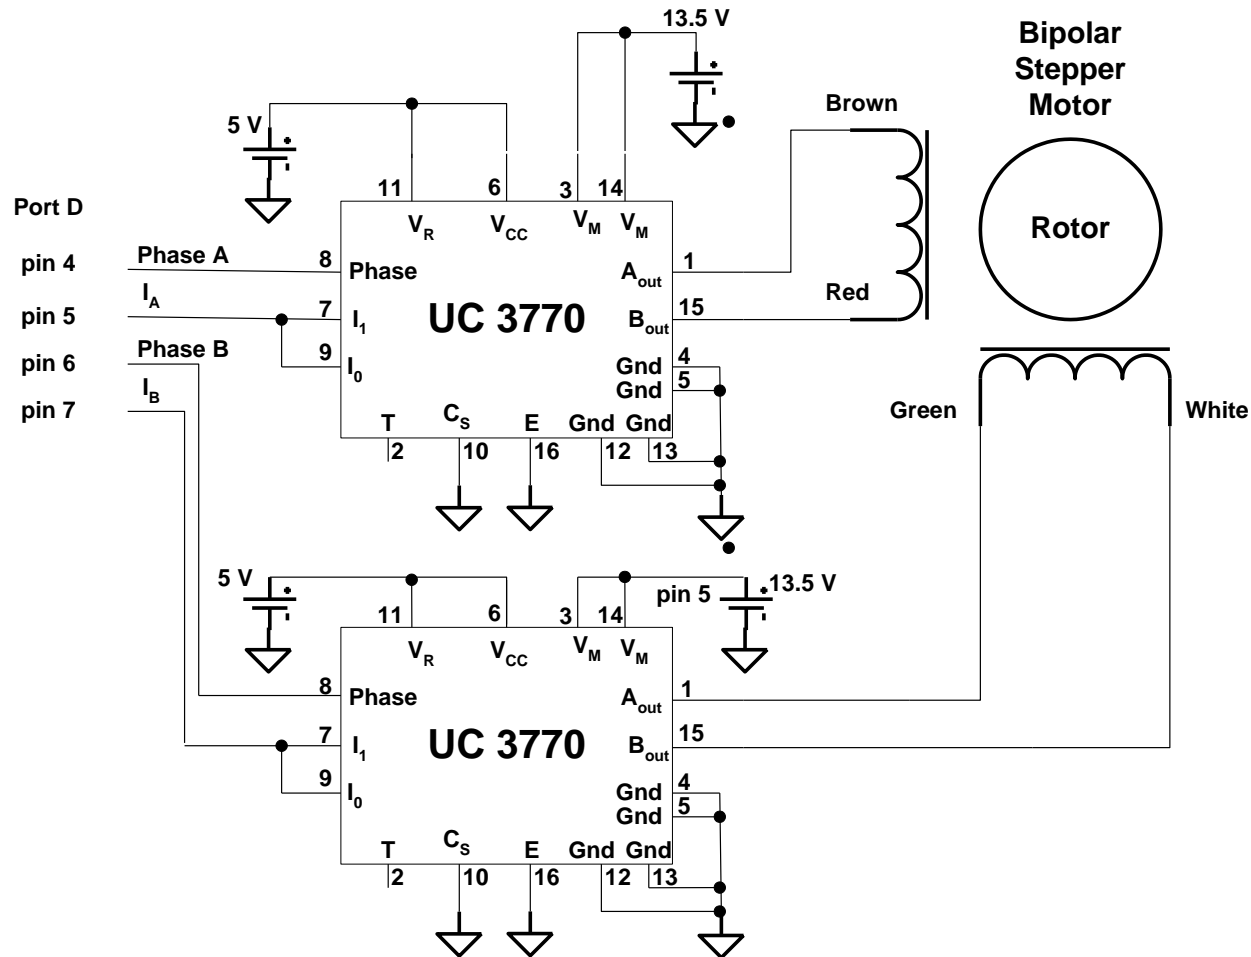 13.5 V
Bipolar
Stepper
Motor
5 V
Brown
11
6
3
14
Port D
V_R
V_CC
V_M
V_M
Rotor
pin 4
Phase A
8
Phase
A_out
1
I_A
Red
pin 5
7
I_1
UC 3770
B_out
15
pin 6
Phase B
9
I_0
Gnd
4
Gnd
5
pin 7
I_B
Green
White
T
C_S
E
Gnd
Gnd
2
10
16
12
13
5 V
pin 5
13.5 V
11
6
3
14
V_R
V_CC
V_M
V_M
8
Phase
A_out
1
7
I_1
UC 3770
B_out
15
9
I_0
Gnd
4
Gnd
5
T
C_S
E
Gnd
Gnd
2
10
16
12
13